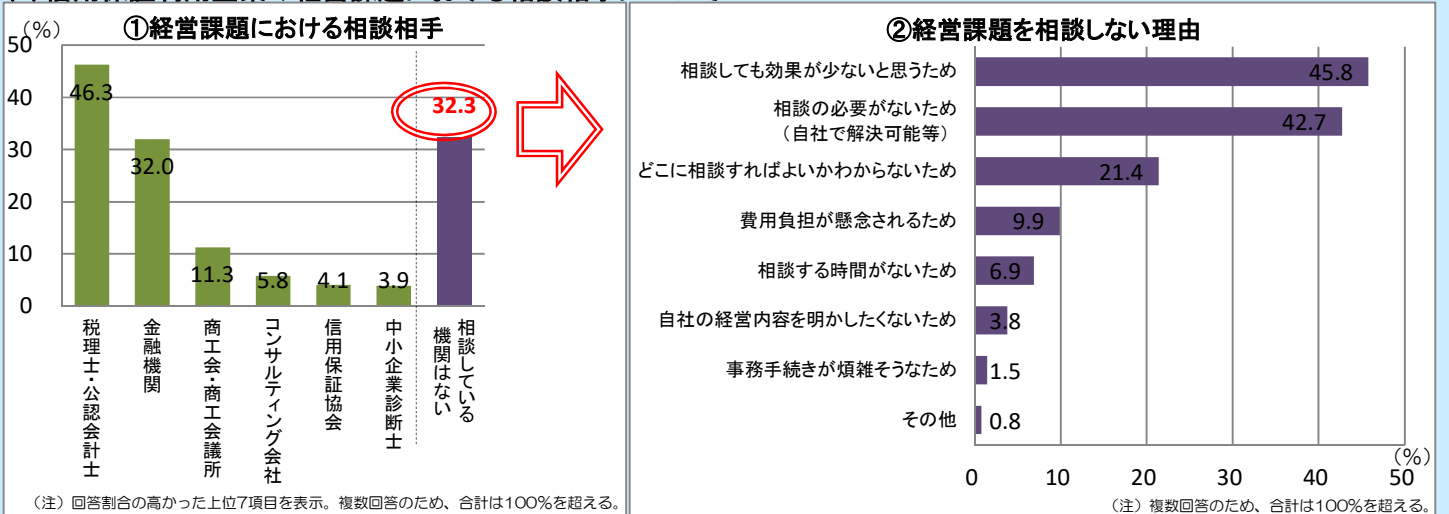 ①経営課題における相談相手
(%)
50
40
30
20
10
0
46.3
32.0
11.3
5.8
4.1
3.9
32.3
税理士・公認会計士
金融機関
商工会・商工会議所
コンサルティング会社
信用保証協会
中小企業診断士
相談している
機関はない
（注）回答割合の高かった上位7項目を表示。複数回答のため、合計は100％を超える。
②経営課題を相談しない理由
相談しても効果が少ないと思うため
45.8
相談の必要がないため
（自社で解決可能等）
42.7
どこに相談すればよいかわからないため
21.4
費用負担が懸念されるため
9.9
相談する時間がないため
6.9
自社の経営内容を明かしたくないため
3.8
事務手続きが煩雑そうなため
1.5
その他
0.8
0 10 20 30 40 50
(%)
（注）複数回答のため、合計は100％を超える。